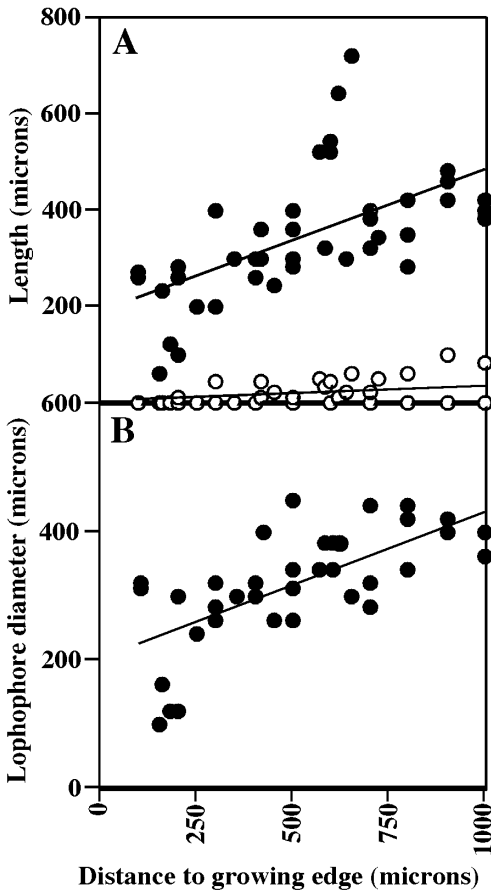 800
A
600
Length (microns)
400
200
600
B
Lophophore diameter (microns)
400
200
0
0
250
500
750
1000
Distance to growing edge (microns)